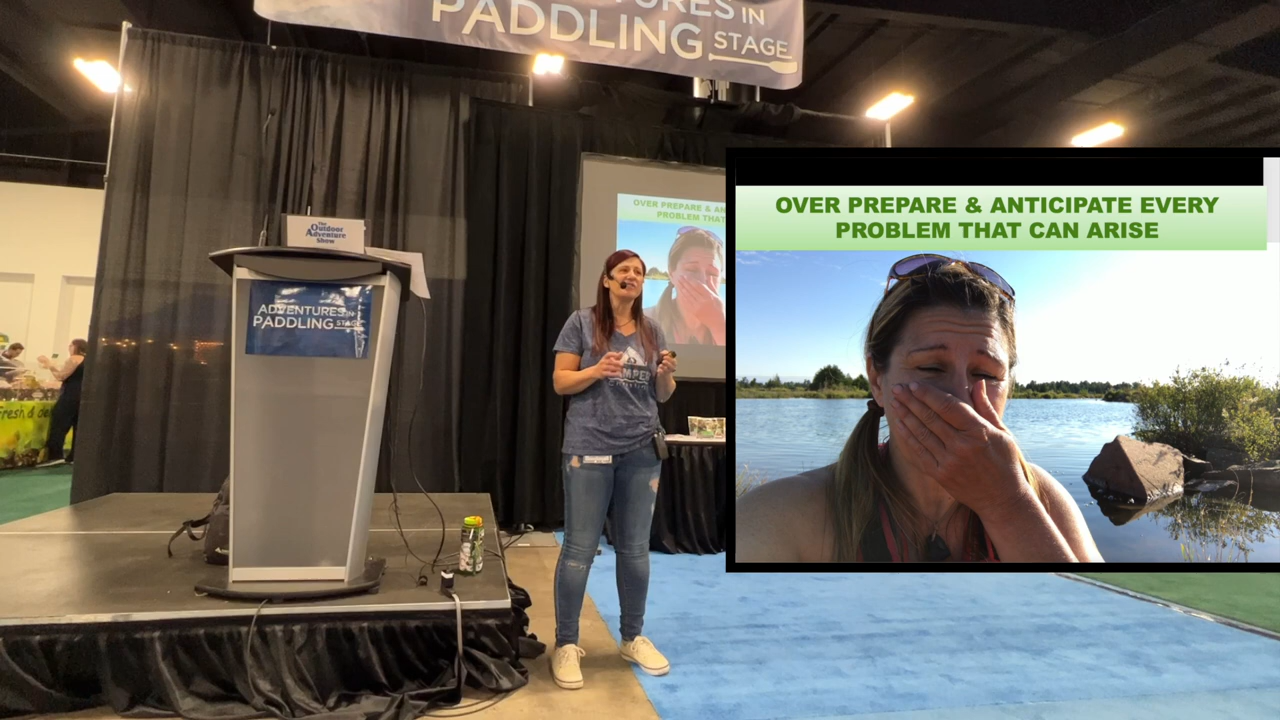 IN
PADDLING STAGE
OVER PREPARE & ANTICIPATE EVERY
PROBLEM THAT CAN ARISE
OVER PREPARE & AN
PROBLEM THAT
The
Outdoor
Adventure
Show
ADVENTURES IN
PADDLING STAGE